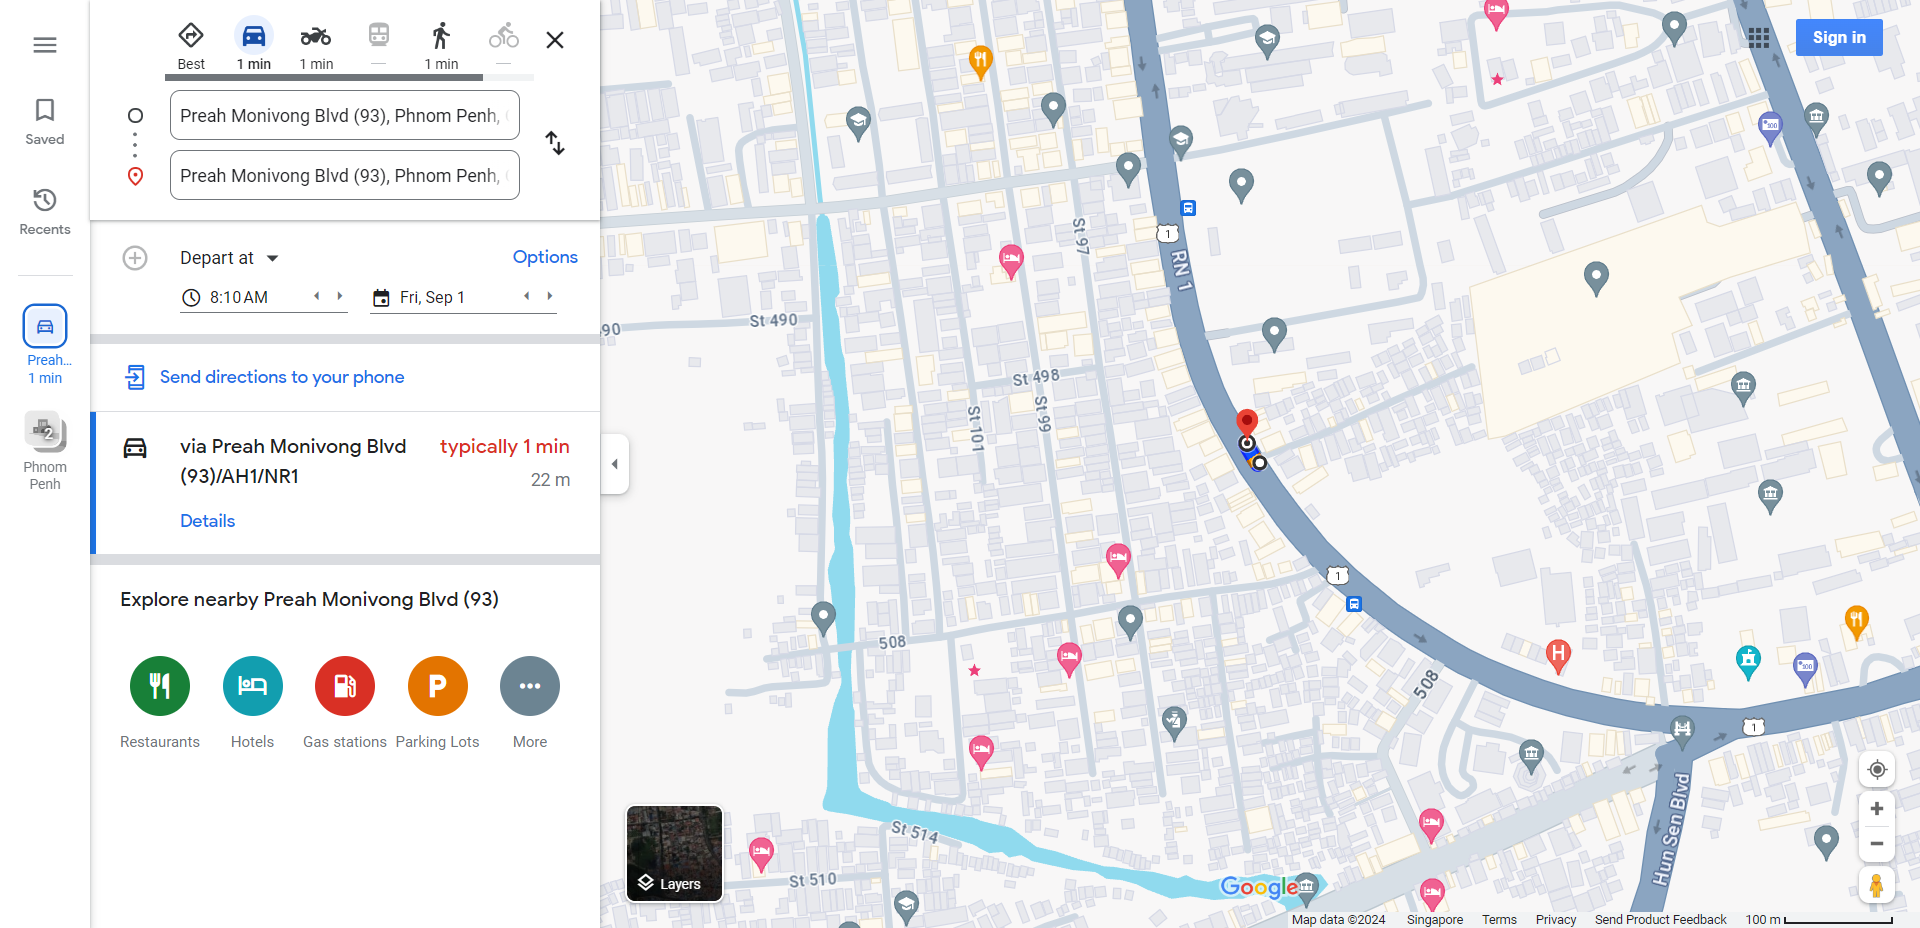 Best
1 min
1 min
—
1 min
—
Saved
Recents
Preah...
1 min
2
Phnom
Penh
Preah Monivong Blvd (93), Phnom Penh,
Preah Monivong Blvd (93), Phnom Penh,
Depart at
Options
8:10 AM
Fri, Sep 1
Send directions to your phone
via Preah Monivong Blvd
(93)/AH1/NR1
typically 1 min
22 m
Details
Explore nearby Preah Monivong Blvd (93)
Restaurants
Hotels
Gas stations
P
Parking Lots
More
Sign in
St 97
1
RN 1
490
St 490
St 498
St 99
St 101
1
508
508
H
1
Hun Sen Blvd
St 514
St 510
Layers
Google
Map data ©2024
Singapore
Terms
Privacy
Send Product Feedback
100 m